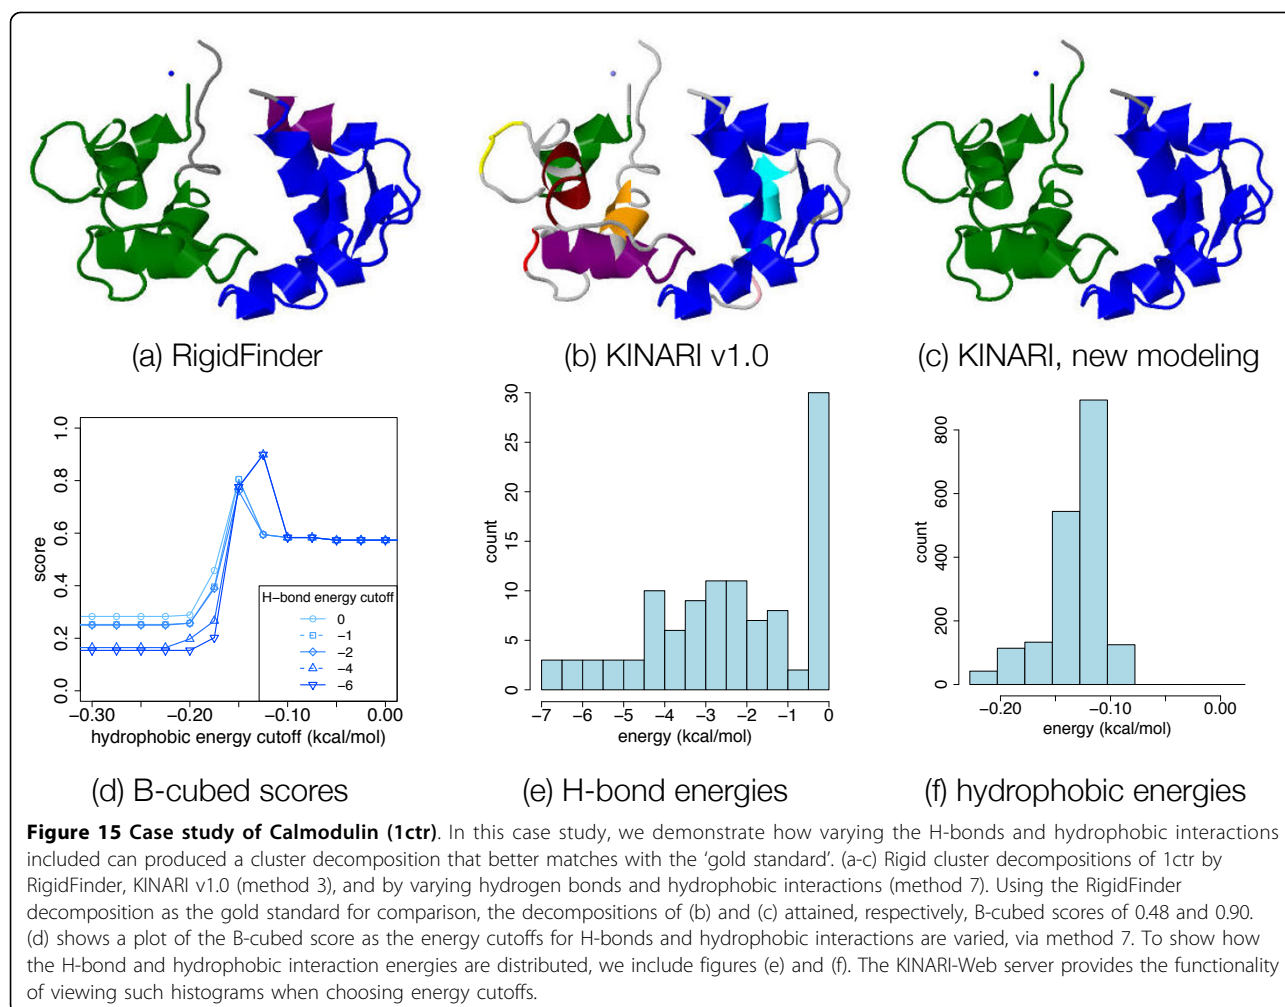 (a) RigidFinder
(b) KINARI v1.0
(c) KINARI, new modeling
1.0
0.8
0.6
0.4
0.2
0.0
score
H−bond energy cutoff
0
−1
−2
−4
−6
−0.30
−0.20
−0.10
0.00
hydrophobic energy cutoff (kcal/mol)
30
25
20
15
10
5
0
count
−7
−6
−5
−4
−3
−2
−1
0
energy (kcal/mol)
800
600
400
200
0
count
−0.20
−0.10
0.00
energy (kcal/mol)
(d) B-cubed scores
(e) H-bond energies
(f) hydrophobic energies
Figure 15 Case study of Calmodulin (1ctr). In this case study, we demonstrate how varying the H-bonds and hydrophobic interactions
included can produced a cluster decomposition that better matches with the ‘gold standard’. (a-c) Rigid cluster decompositions of 1ctr by
RigidFinder, KINARI v1.0 (method 3), and by varying hydrogen bonds and hydrophobic interactions (method 7). Using the RigidFinder
decomposition as the gold standard for comparison, the decompositions of (b) and (c) attained, respectively, B-cubed scores of 0.48 and 0.90.
(d) shows a plot of the B-cubed score as the energy cutoffs for H-bonds and hydrophobic interactions are varied, via method 7. To show how
the H-bond and hydrophobic interaction energies are distributed, we include figures (e) and (f). The KINARI-Web server provides the functionality
of viewing such histograms when choosing energy cutoffs.